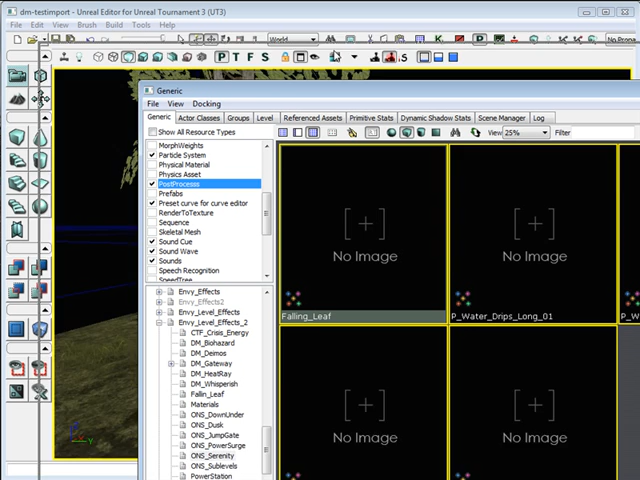 dm-testimport - Unreal Editor for Unreal Tournament 3 (UT3)
File Edit View Brush Build Tools Help
World
No Propa
P T F S
S
Generic
File View Docking
Generic Actor Classes Groups Level Referenced Assets Primitive Stats Dynamic Shadow Stats Scene Manager Log
Show All Resource Types
View 25% Filter
MorphWeights
Particle System
Physical Material
Physics Asset
PostProcesss
Prefabs
Preset curve for curve editor
RenderToTexture
Sequence
Skeletal Mesh
Sound Cue
Sound Wave
Sounds
Speech Recognition
SpeedTree
Envy_Effects
Envy_Effects2
Envy_Level_Effects
Envy_Level_Effects_2
CTF_Crisis_Energy
DM_Biohazard
DM_Deimos
DM_Gateway
DM_HeatRay
DM_Whisperish
Fallin_Leaf
Materials
ONS_DownUnder
ONS_Dusk
ONS_JumpGate
ONS_PowerSurge
ONS_Serenity
ONS_Sublevels
PowerStation
[+] No Image
Falling_Leaf
[+] No Image
P_Water_Drips_Long_01
P_W
[+] No Image
[+] No Image
Y